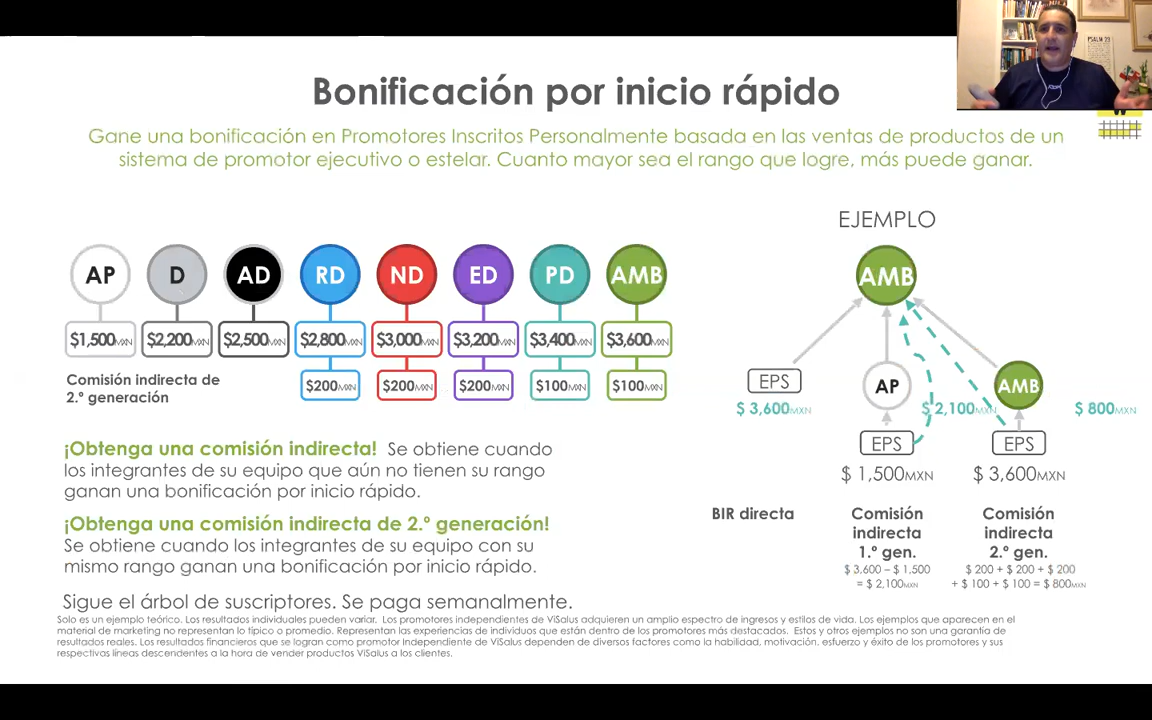 PSALM 23
Bonificación por inicio rápido
Gane una bonificación en Promotores Inscritos Personalmente basada en las ventas de productos de un
sistema de promotor ejecutivo o estelar. Cuanto mayor sea el rango que logre, más puede ganar.
AP D AD RD ND ED PD AMB
$1,500MXN $2,200MXN $2,500MXN $2,800MXN $3,000MXN $3,200MXN $3,400MXN $3,600MXN
Comisión indirecta de
2.º generación
$200MXN $200MXN $200MXN $100MXN $100MXN
¡Obtenga una comisión indirecta! Se obtiene cuando
los integrantes de su equipo que aún no tienen su rango
ganan una bonificación por inicio rápido.
¡Obtenga una comisión indirecta de 2.º generación!
Se obtiene cuando los integrantes de su equipo con su
mismo rango ganan una bonificación por inicio rápido.
Sigue el árbol de suscriptores. Se paga semanalmente.
EJEMPLO
AMB
EPS AP AMB
$ 3,600MXN $ 2,100MXN $ 800MXN
EPS EPS
$ 1,500MXN $ 3,600MXN
BIR directa
Comisión
indirecta
1.º gen.
$ 3,600 – $ 1,500
= $ 2,100MXN
Comisión
indirecta
2.º gen.
$ 200 + $ 200 + $ 200
+ $ 100 + $ 100 = $ 800MXN
Solo es un ejemplo teórico. Los resultados individuales pueden variar. Los promotores independientes de ViSalus adquieren un amplio espectro de ingresos y estilos de vida. Los ejemplos que aparecen en el
material de marketing no representan lo típico o promedio. Representan las experiencias de individuos que están dentro de los promotores más destacados. Estos y otros ejemplos no son una garantía de
resultados reales. Los resultados financieros que se logran como promotor Independiente de ViSalus dependen de diversos factores como la habilidad, motivación, esfuerzo y éxito de los promotores y sus
respectivas líneas descendentes a la hora de vender productos ViSalus a los clientes.